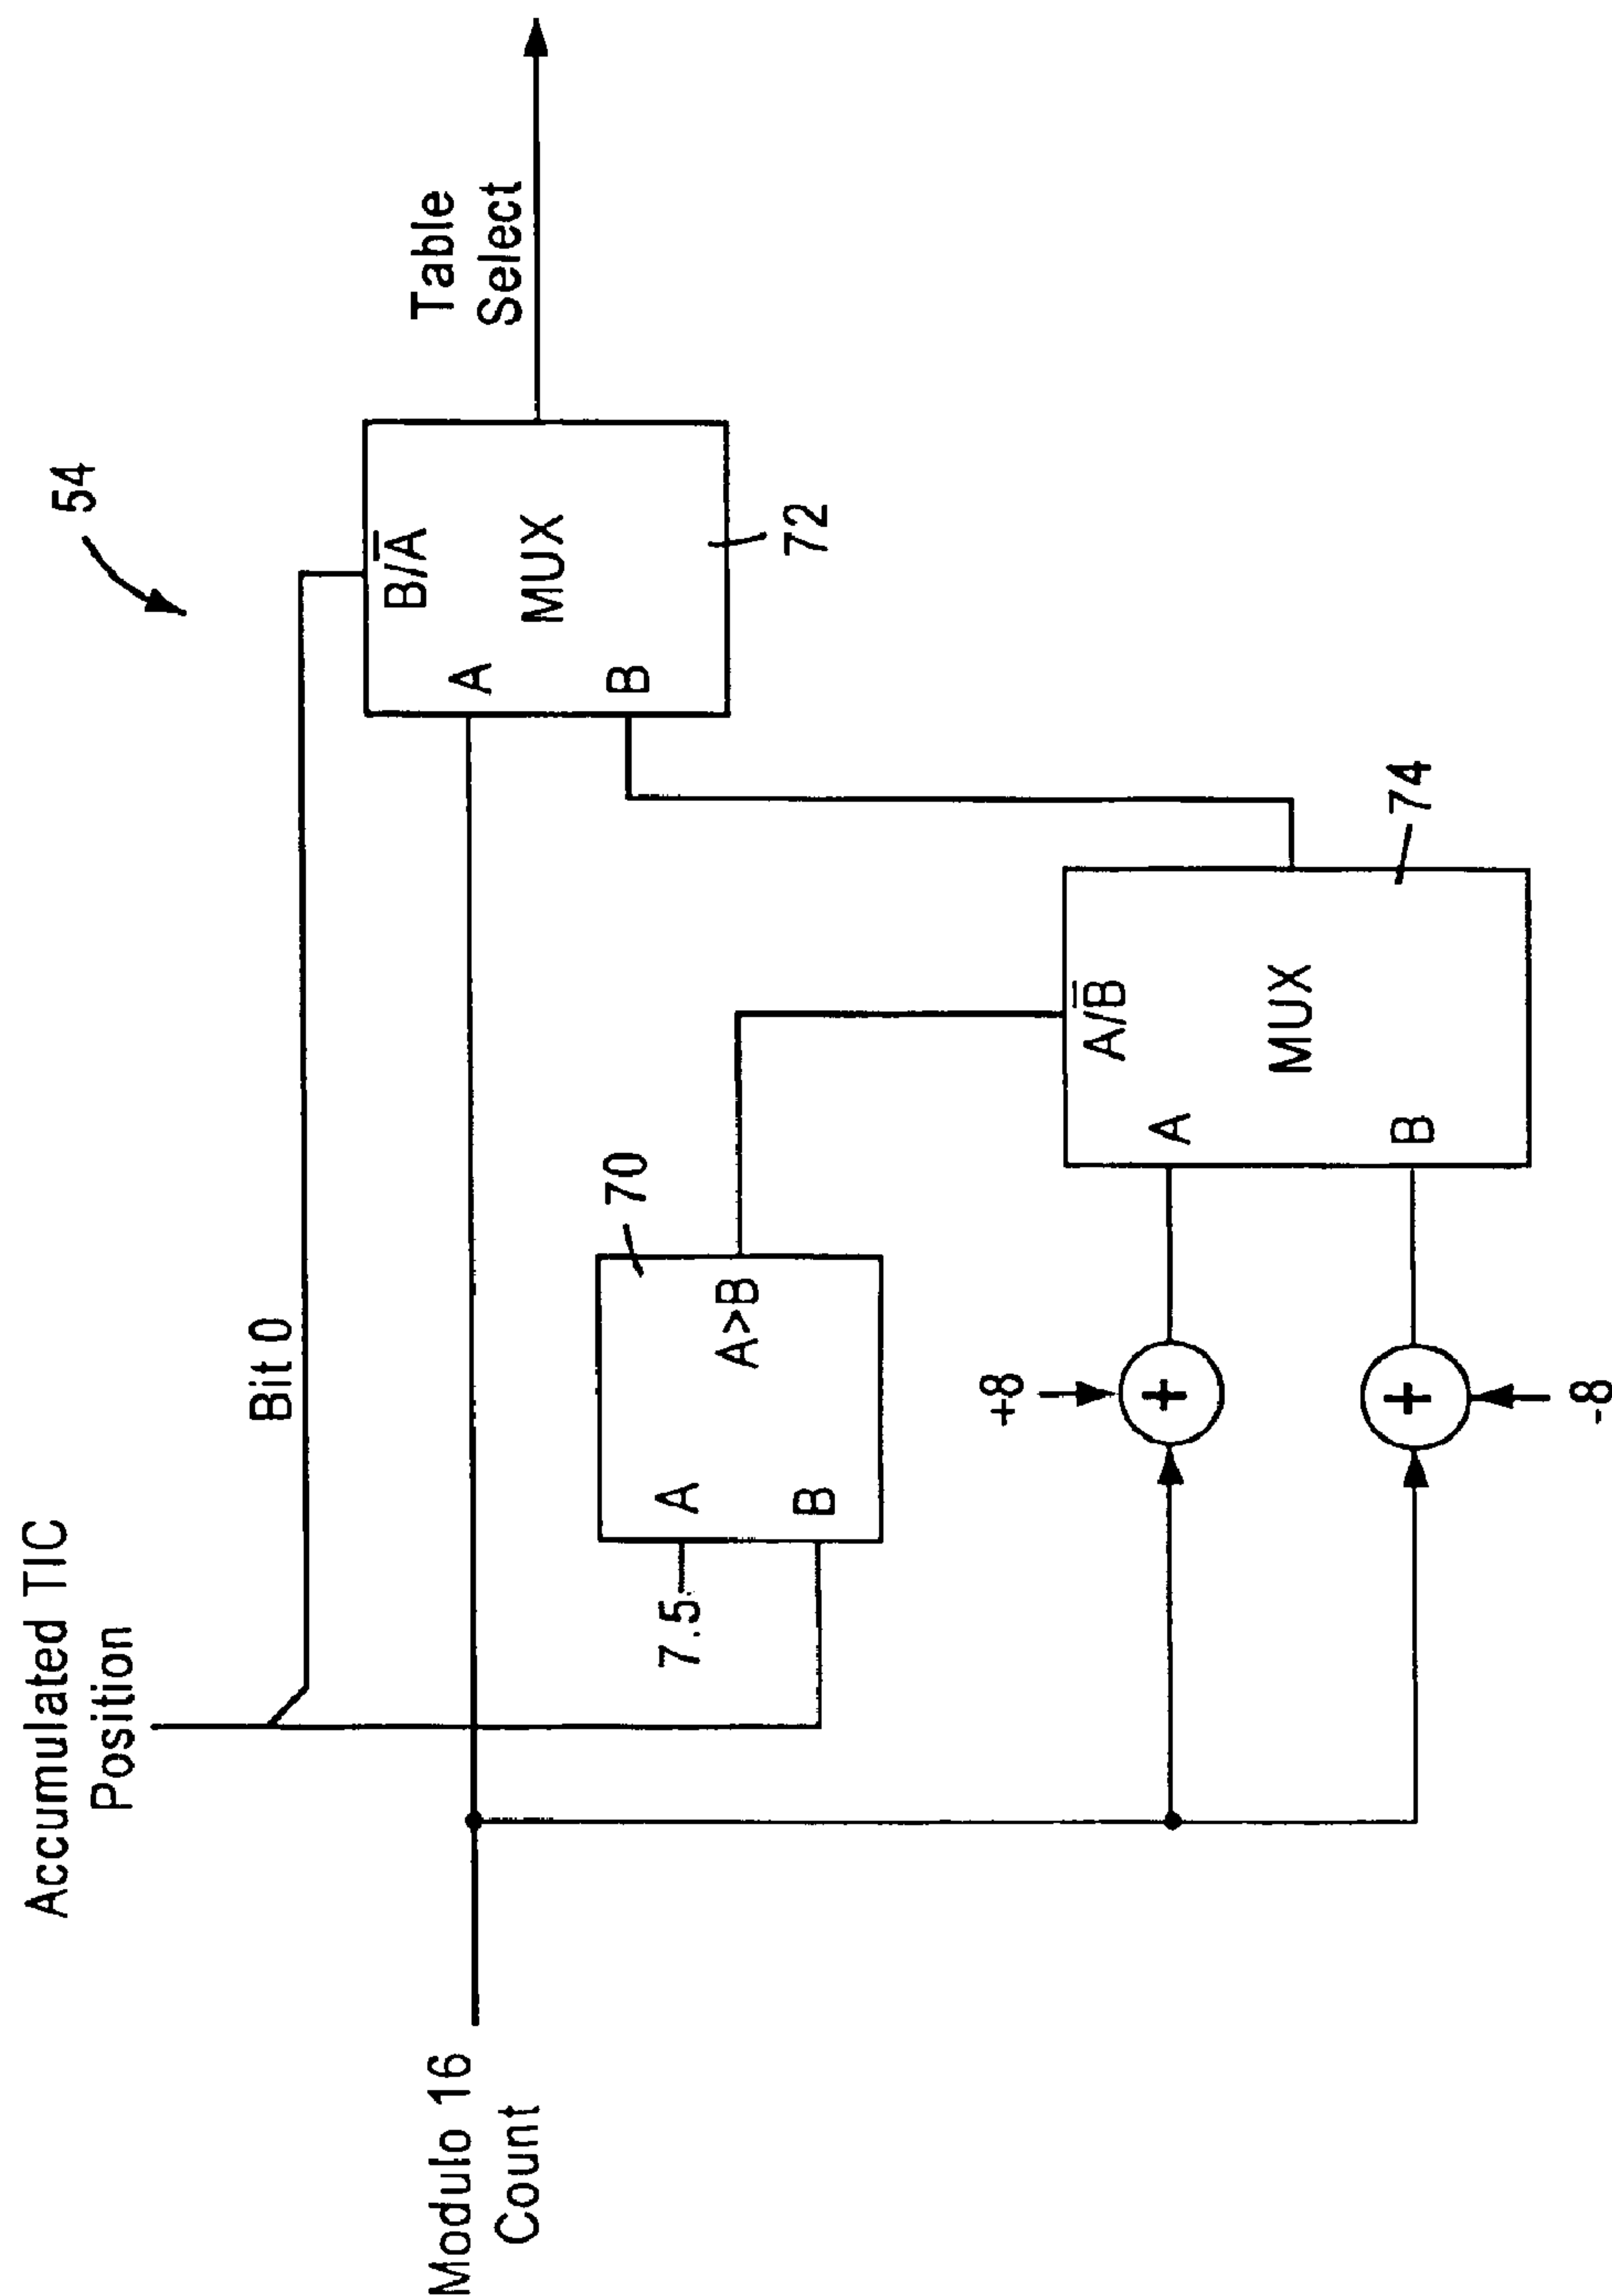 Accumulated TIC
Position
54
Bit 0
B/A̅
A
B
MUX
72
Table
Select
Modulo 16
Count
7.5
A
B
A>B
70
+8
-8
A/B̅
A
B
MUX
74